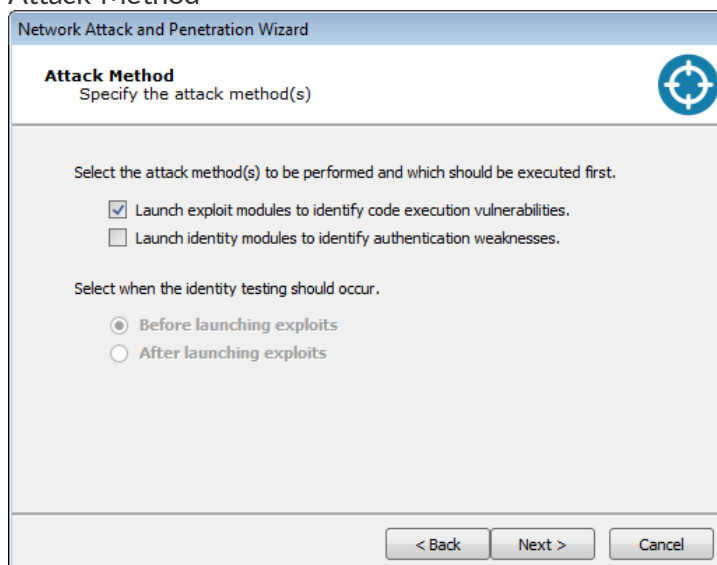 Attack Method
Network Attack and Penetration Wizard
Attack Method
Specify the attack method(s)
Select the attack method(s) to be performed and which should be executed first.
Launch exploit modules to identify code execution vulnerabilities.
Launch identity modules to identify authentication weaknesses.
Select when the identity testing should occur.
Before launching exploits
After launching exploits
< Back Next > Cancel